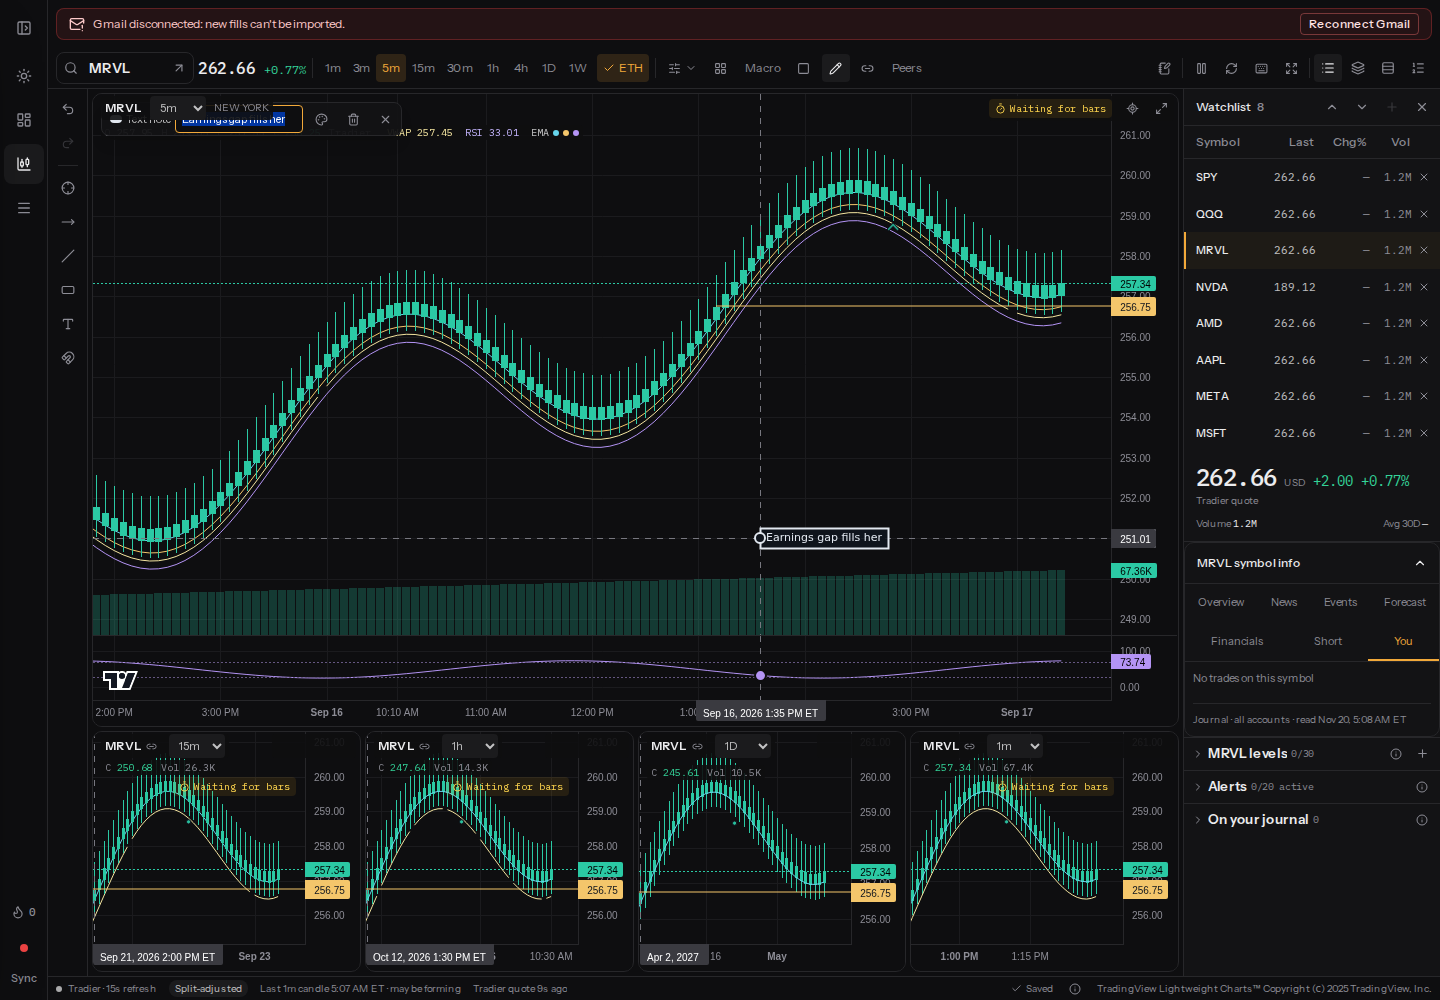 Gmail disconnected: new fills can't be imported.
Reconnect Gmail
MRVL
262.66 +0.77%
1m 3m 5m 15m 30m 1h 4h 1D 1W ETH
Macro
Peers
MRVL 5m NEW YORK
Text note Earnings gap fills her
257.45 RSI 33.01 EMA
Waiting for bars
261.00
260.00
259.00
258.00
257.34
256.75
256.00
255.00
254.00
253.00
252.00
251.01
Earnings gap fills her
67.36K
250.00
249.00
100.00
73.74
0.00
2:00 PM 3:00 PM Sep 16 10:10 AM 11:00 AM 12:00 PM 1:00 Sep 16, 2026 1:35 PM ET 3:00 PM Sep 17
MRVL 15m
261.00
C 250.68 Vol 26.3K
Waiting for bars
260.00
259.00
258.00
257.34
256.75
256.00
Sep 21, 2026 2:00 PM ET Sep 23
MRVL 1h
261.00
C 247.64 Vol 14.3K
Waiting for bars
260.00
259.00
258.00
257.34
256.75
256.00
Oct 12, 2026 1:30 PM ET 10:30 AM
MRVL 1D
261.00
C 245.61 Vol 10.5K
260.00
259.00
258.00
257.34
256.75
256.00
Apr 2, 2027 16 May
MRVL 1m
261.00
C 257.34 Vol 67.4K
Waiting for bars
260.00
259.00
258.00
257.34
256.75
256.00
1:00 PM 1:15 PM
Watchlist 8
Symbol Last Chg% Vol
SPY 262.66 – 1.2M
QQQ 262.66 – 1.2M
MRVL 262.66 – 1.2M
NVDA 189.12 – 1.2M
AMD 262.66 – 1.2M
AAPL 262.66 – 1.2M
META 262.66 – 1.2M
MSFT 262.66 – 1.2M
262.66 USD +2.00 +0.77%
Tradier quote
Volume 1.2M Avg 30D –
MRVL symbol info
Overview News Events Forecast
Financials Short You
No trades on this symbol
Journal · all accounts · read Nov 20, 5:08 AM ET
MRVL levels 0/30
Alerts 0/20 active
On your journal 0
0
Sync
Tradier · 15s refresh Split-adjusted Last 1m candle 5:07 AM ET · may be forming Tradier quote 9s ago
Saved
TradingView Lightweight Charts™ Copyright (c) 2025 TradingView, Inc.